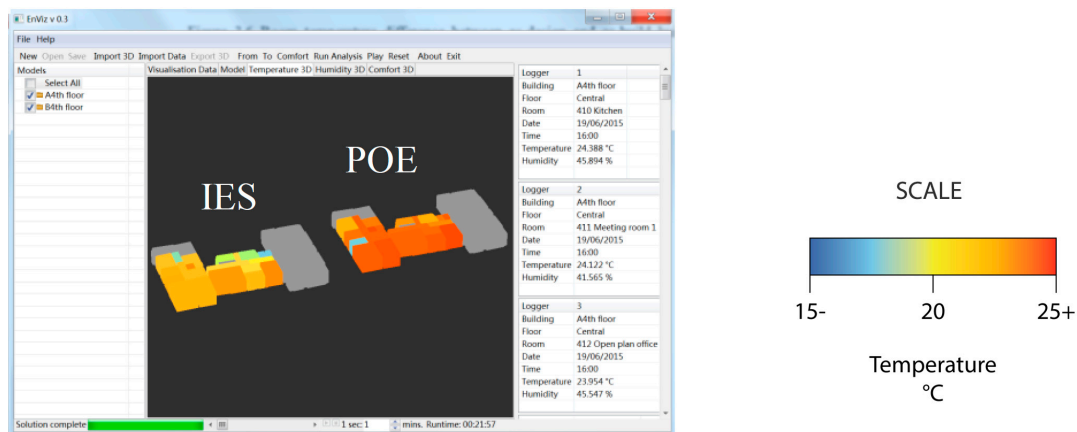 EnViz v 0.3
File Help
New Open Save Import 3D Import Data Export 3D From To Comfort Run Analysis Play Reset About Exit
Models
Select All
A4th floor
B4th floor
Visualisation Data Model Temperature 3D Humidity 3D Comfort 3D
IES
POE
Logger 1
Building A4th floor
Floor Central
Room 410 Kitchen
Date 19/06/2015
Time 16:00
Temperature 24.388 °C
Humidity 45.894 %
Logger 2
Building A4th floor
Floor Central
Room 411 Meeting room 1
Date 19/06/2015
Time 16:00
Temperature 24.122 °C
Humidity 41.565 %
Logger 3
Building A4th floor
Floor Central
Room 412 Open plan office
Date 19/06/2015
Time 16:00
Temperature 23.954 °C
Humidity 45.547 %
Solution complete
1 sec: 1 mins. Runtime: 00:21:57
SCALE
15- 20 25+
Temperature
°C